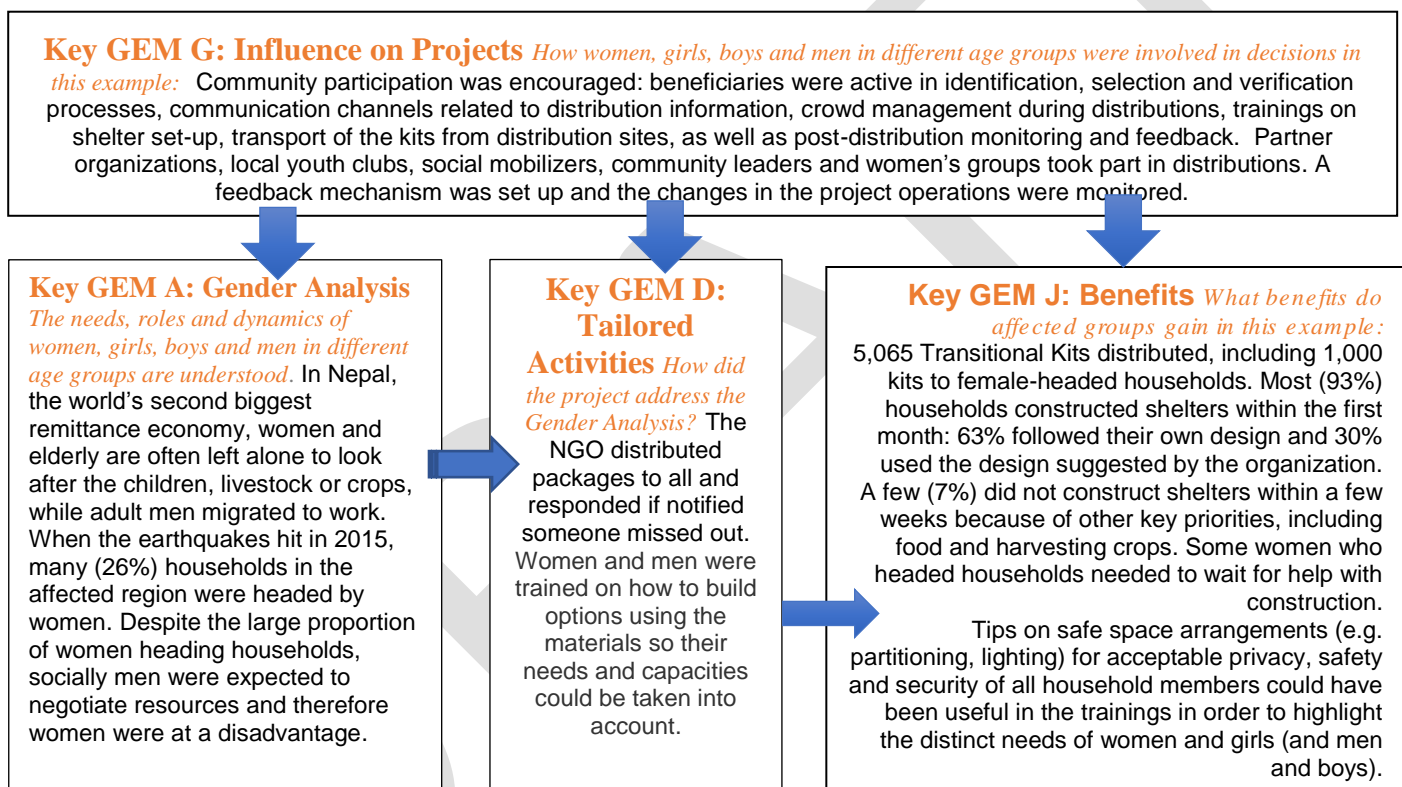 Key GEM G: Influence on Projects How women, girls, boys and men in different age groups were involved in decisions in
this example: Community participation was encouraged: beneficiaries were active in identification, selection and verification
processes, communication channels related to distribution information, crowd management during distributions, trainings on
shelter set-up, transport of the kits from distribution sites, as well as post-distribution monitoring and feedback. Partner
organizations, local youth clubs, social mobilizers, community leaders and women's groups took part in distributions. A
feedback mechanism was set up and the changes in the project operations were monitored.
Key GEM A: Gender Analysis
The needs, roles and dynamics of
women, girls, boys and men in different
age groups are understood. In Nepal,
the world's second biggest
remittance economy, women and
elderly are often left alone to look
after the children, livestock or crops,
while adult men migrated to work.
When the earthquakes hit in 2015,
many (26%) households in the
affected region were headed by
women. Despite the large proportion
of women heading households,
socially men were expected to
negotiate resources and therefore
women were at a disadvantage.
Key GEM D:
Tailored
Activities How did
the project address the
Gender Analysis? The
NGO distributed
packages to all and
responded if notified
someone missed out.
Women and men were
trained on how to build
options using the
materials so their
needs and capacities
could be taken into
account.
Key GEM J: Benefits What benefits do
affected groups gain in this example:
5,065 Transitional Kits distributed, including 1,000
kits to female-headed households. Most (93%)
households constructed shelters within the first
month: 63% followed their own design and 30%
used the design suggested by the organization.
A few (7%) did not construct shelters within a few
weeks because of other key priorities, including
food and harvesting crops. Some women who
headed households needed to wait for help with
construction.
Tips on safe space arrangements (e.g.
partitioning, lighting) for acceptable privacy, safety
and security of all household members could have
been useful in the trainings in order to highlight
the distinct needs of women and girls (and men
and boys).